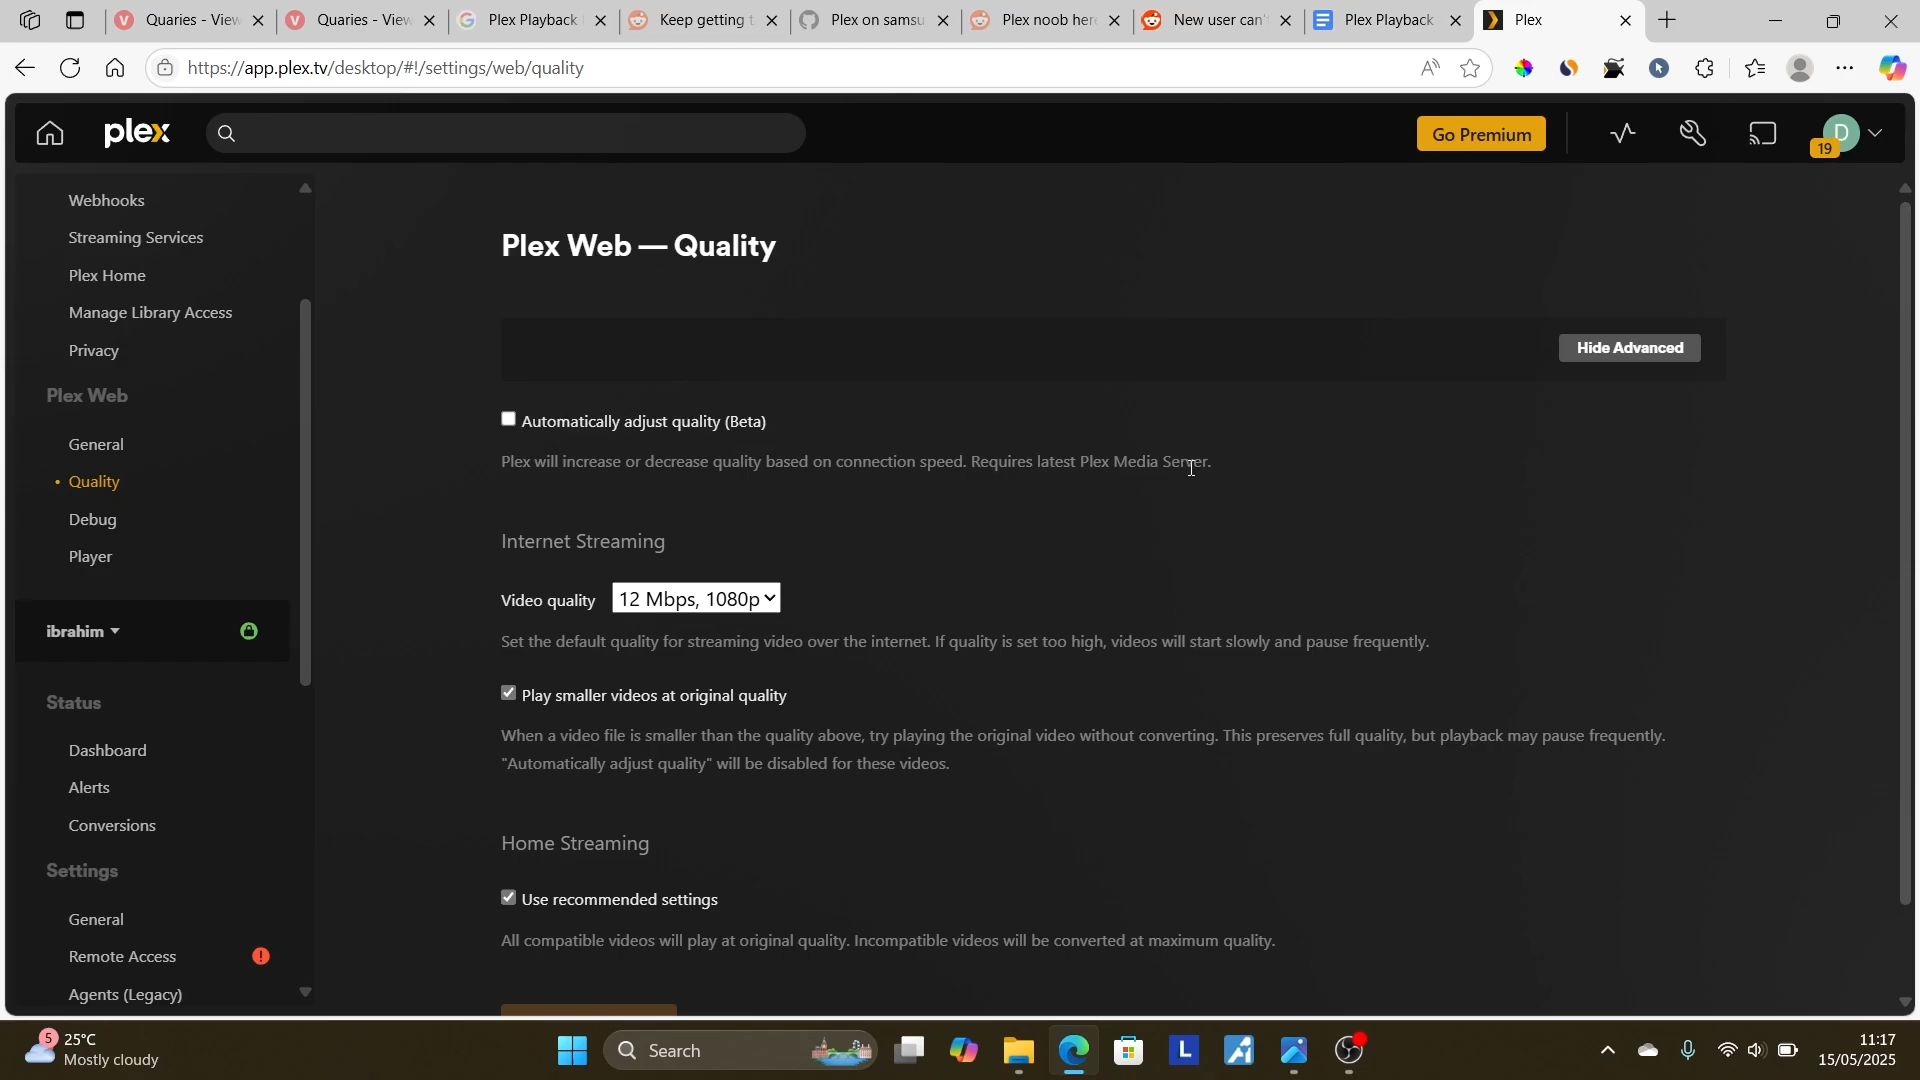 Quaries - View
Quaries - View
Plex Playback
Keep getting t
Plex on samsu
Plex noob her
New user can'
Plex Playback
Plex
https://app.plex.tv/desktop/#!/settings/web/quality
plex
Go Premium
D
19
Webhooks
Streaming Services
Plex Home
Manage Library Access
Privacy
Plex Web
General
• Quality
Debug
Player
ibrahim
Status
Dashboard
Alerts
Conversions
Settings
General
Remote Access
Agents (Legacy)
Plex Web — Quality
Hide Advanced
Automatically adjust quality (Beta)
Plex will increase or decrease quality based on connection speed. Requires latest Plex Media Server.
Internet Streaming
Video quality 12 Mbps, 1080p
Set the default quality for streaming video over the internet. If quality is set too high, videos will start slowly and pause frequently.
Play smaller videos at original quality
When a video file is smaller than the quality above, try playing the original video without converting. This preserves full quality, but playback may pause frequently.
"Automatically adjust quality" will be disabled for these videos.
Home Streaming
Use recommended settings
All compatible videos will play at original quality. Incompatible videos will be converted at maximum quality.
5
25°C
Mostly cloudy
Search
L
11:17
15/05/2025